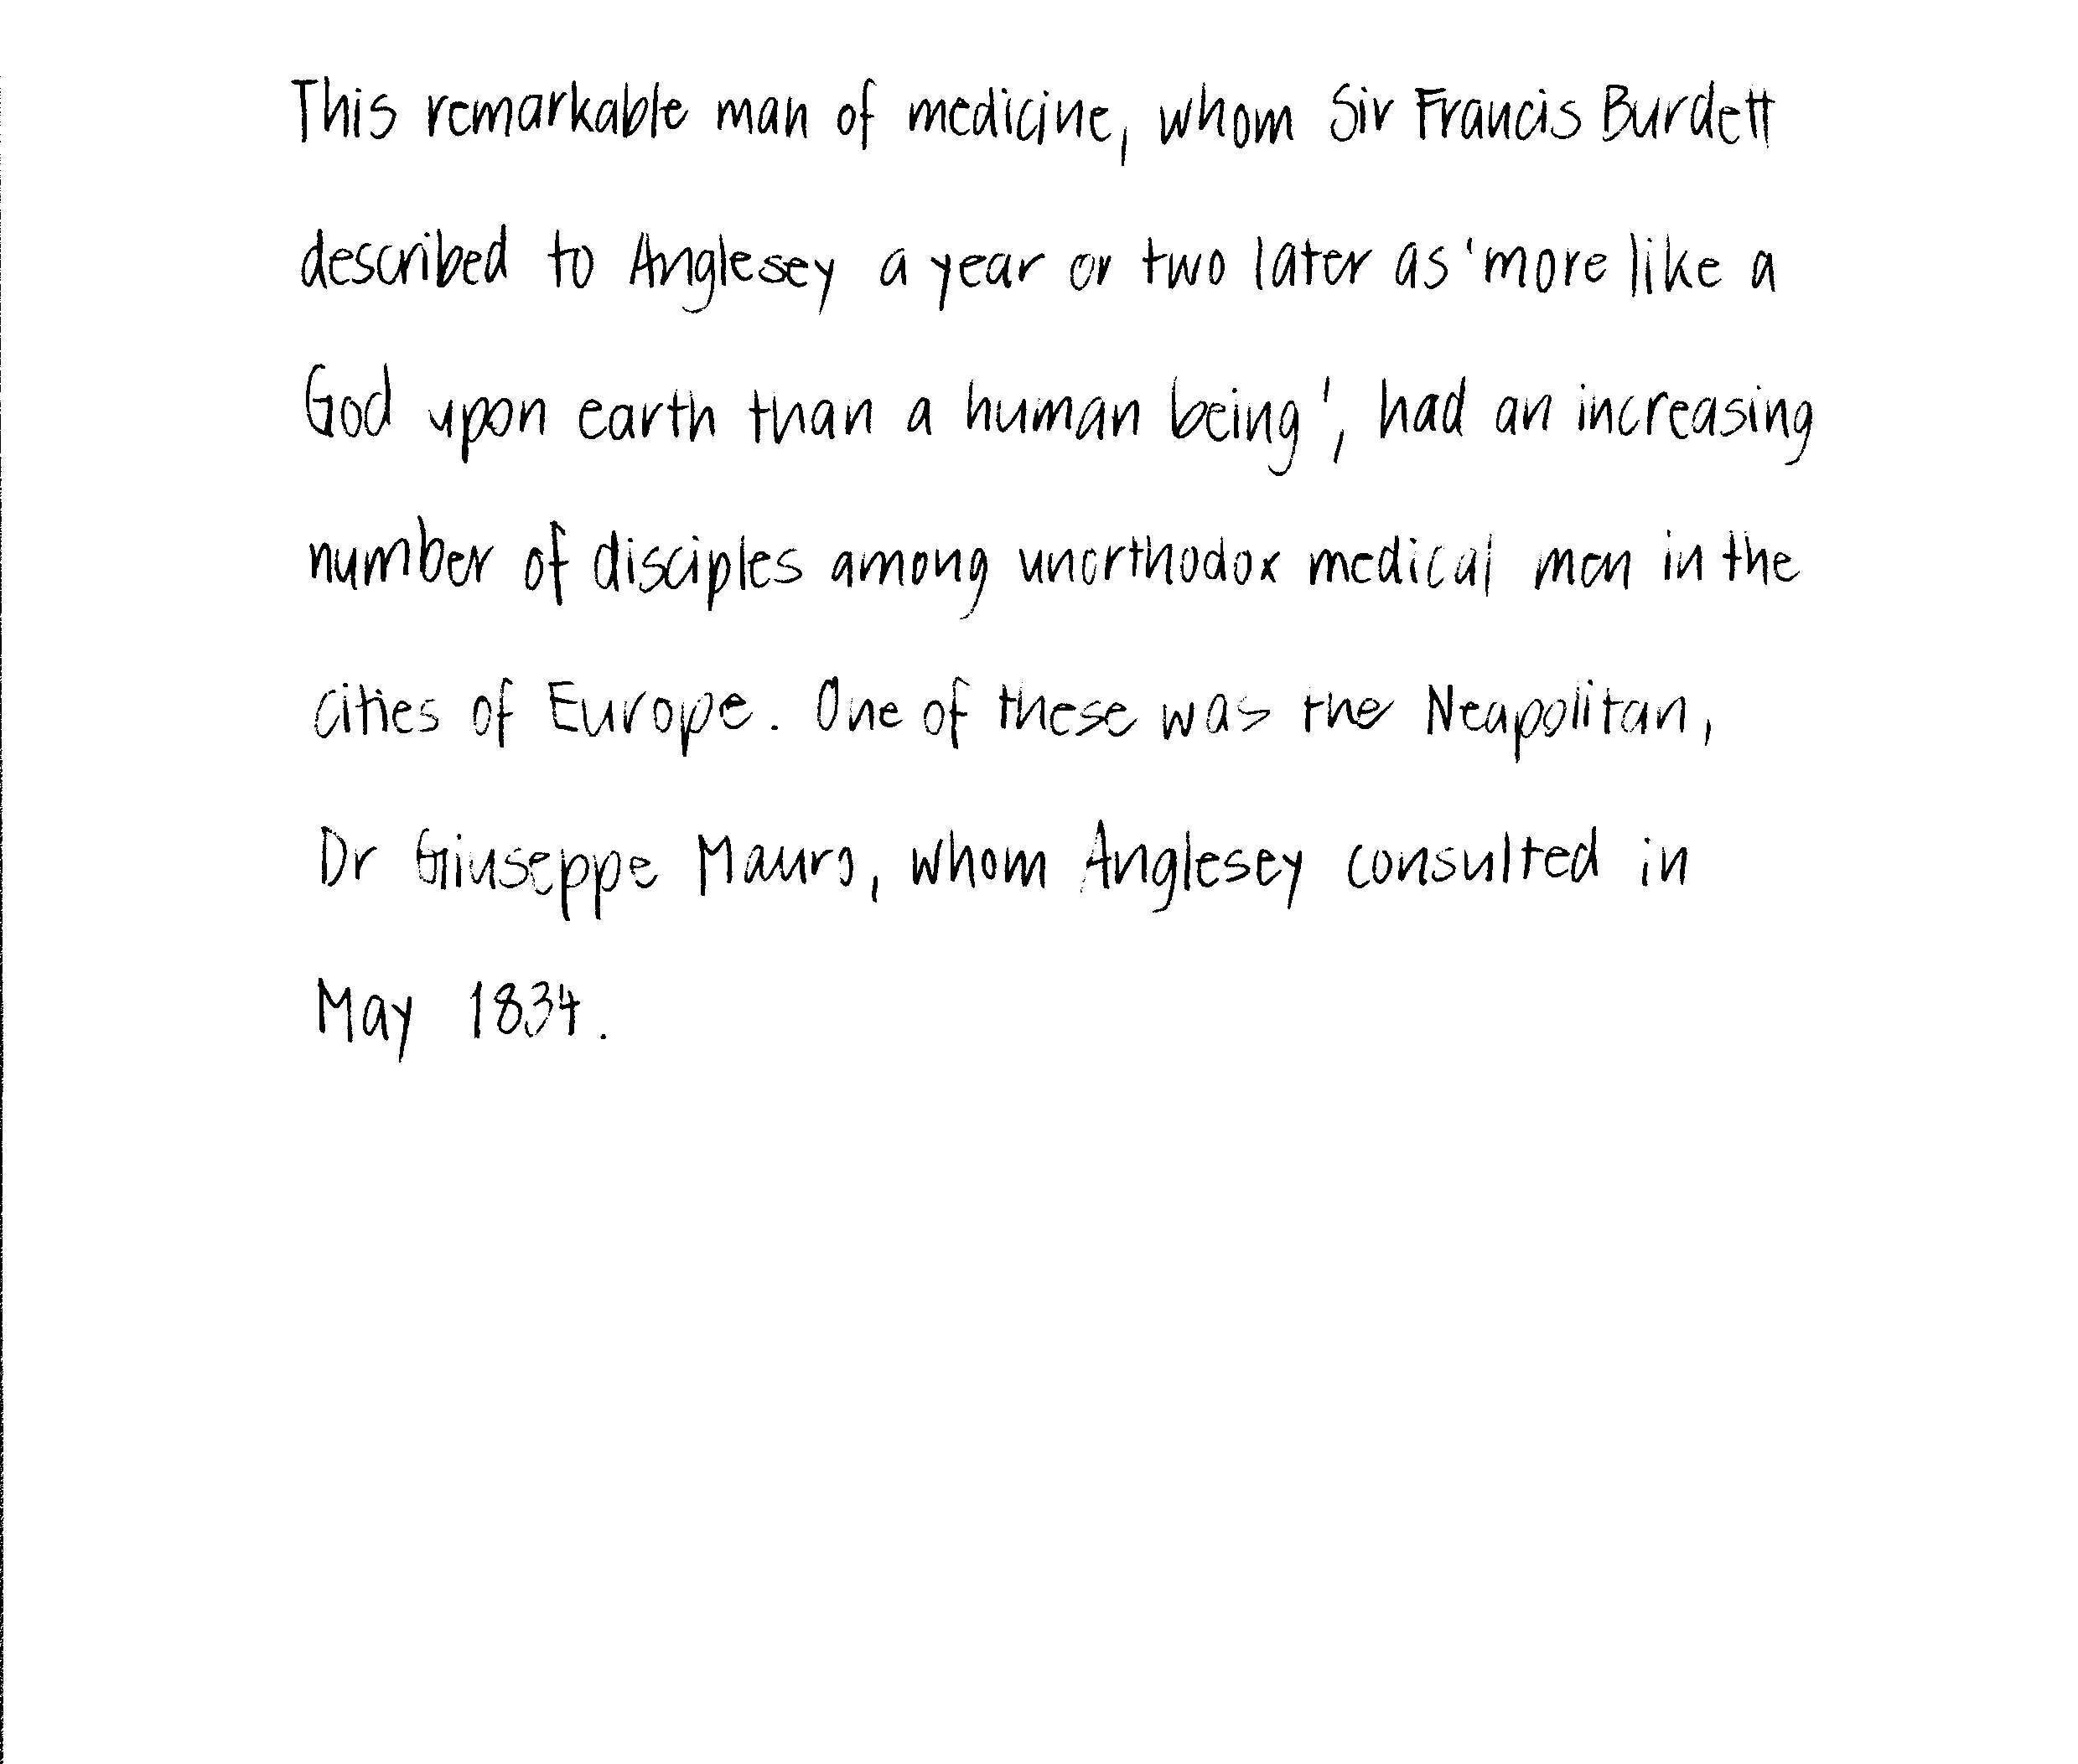 This remarkable man of medicine, whom Sir Francis Burdett
described to Anglesey a year or two later as 'more like a
God upon earth than a human being', had an increasing
number of disciples among unorthodox medical men in the
cities of Europe. One of these was the Neapolitan,
Dr Giuseppe Mauro, whom Anglesey consulted in
May 1834.